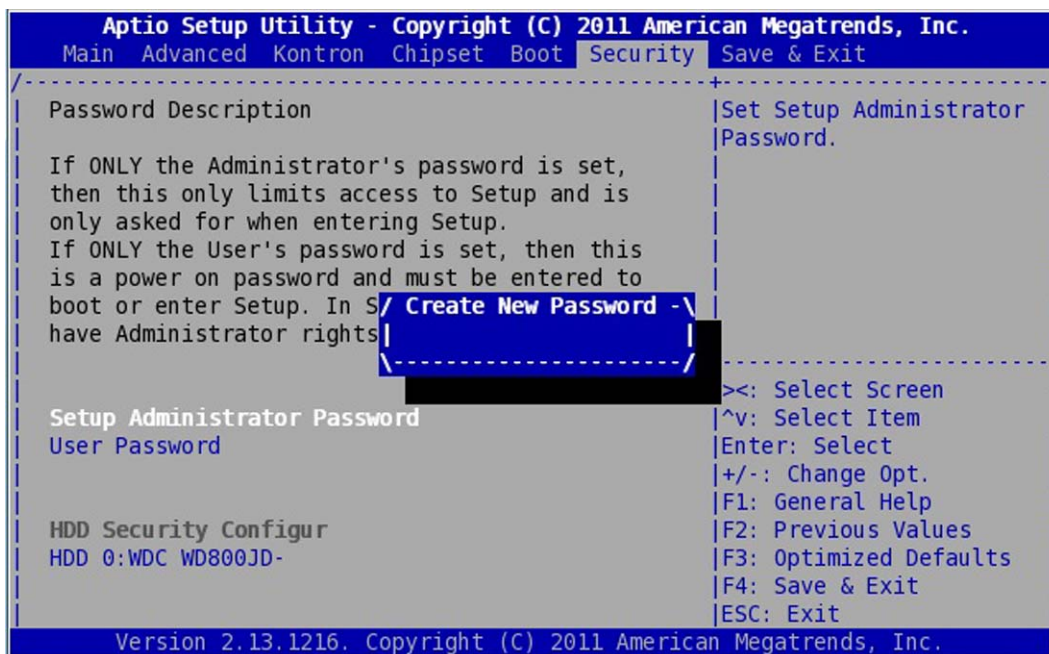 Aptio Setup Utility - Copyright (C) 2011 American Megatrends, Inc.
Main Advanced Kontron Chipset Boot Security Save & Exit
Password Description
If ONLY the Administrator's password is set,
then this only limits access to Setup and is
only asked for when entering Setup.
If ONLY the User's password is set, then this
is a power on password and must be entered to
boot or enter Setup. In S
have Administrator rights
/ Create New Password -\
Setup Administrator Password
User Password
HDD Security Configur
HDD 0:WDC WD800JD-
Set Setup Administrator
Password.
><: Select Screen
^v: Select Item
Enter: Select
+/-: Change Opt.
F1: General Help
F2: Previous Values
F3: Optimized Defaults
F4: Save & Exit
ESC: Exit
Version 2.13.1216. Copyright (C) 2011 American Megatrends, Inc.